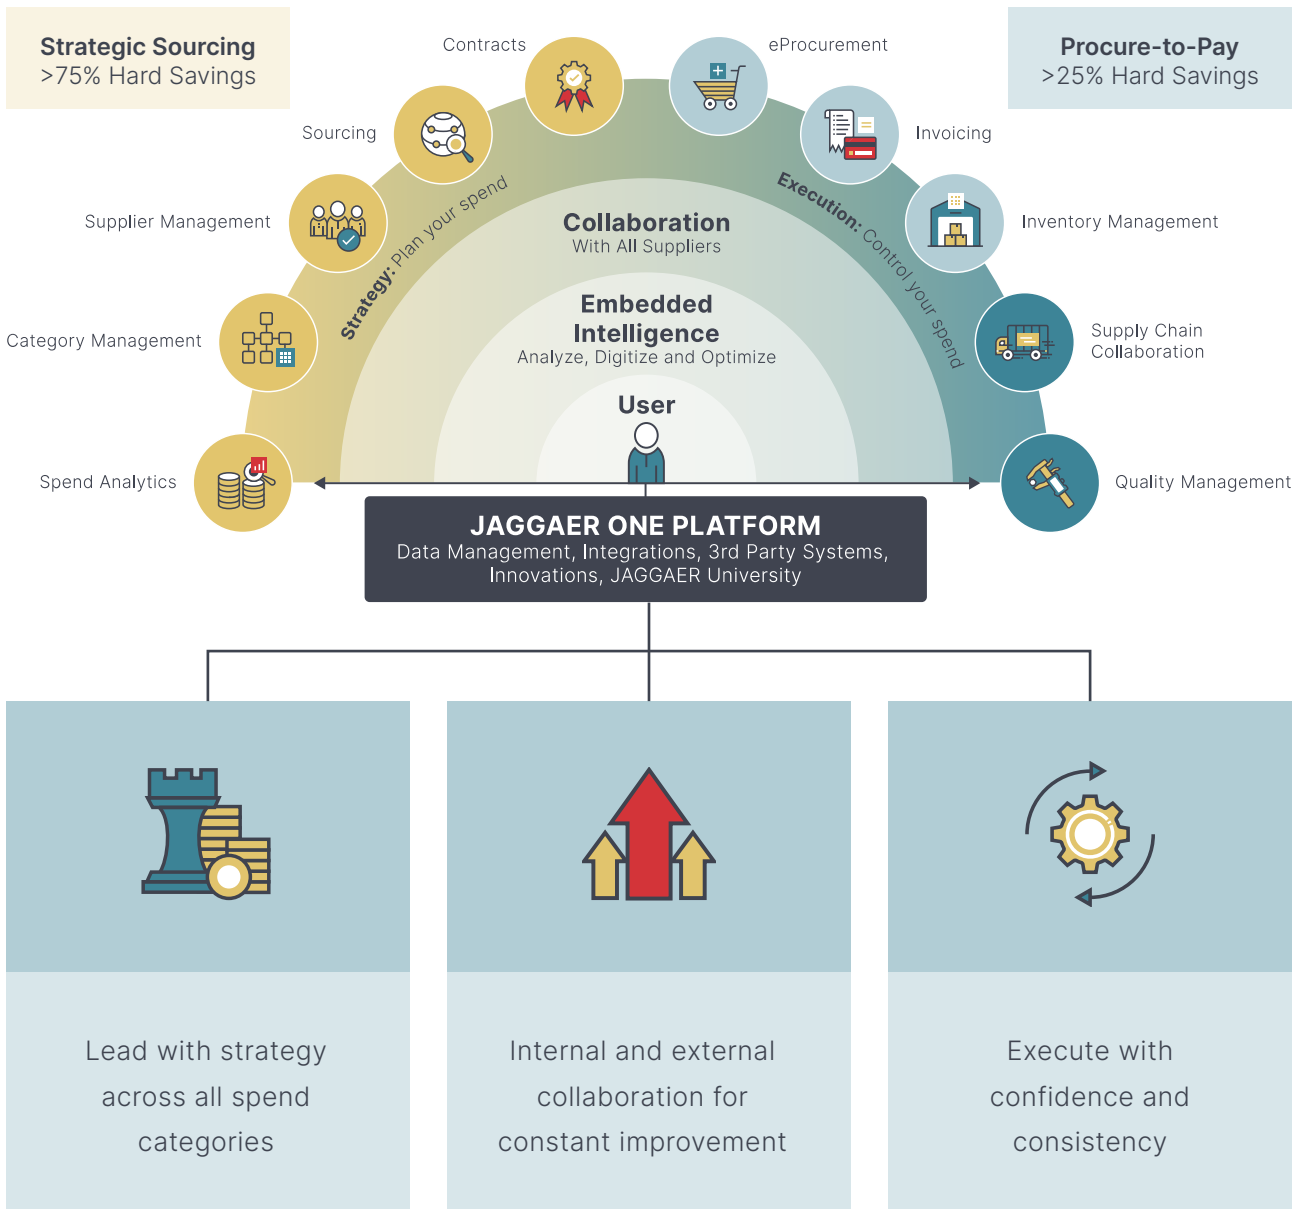 Strategic Sourcing
>75% Hard Savings
Procure-to-Pay
>25% Hard Savings
Contracts
eProcurement
Sourcing
Invoicing
Supplier Management
Inventory Management
Category Management
Supply Chain
Collaboration
Spend Analytics
Quality Management
Strategy: Plan your spend
Execution: Control your spend
Collaboration
With All Suppliers
Embedded
Intelligence
Analyze, Digitize and Optimize
User
JAGGAER ONE PLATFORM
Data Management, Integrations, 3rd Party Systems,
Innovations, JAGGAER University
Lead with strategy
across all spend
categories
Internal and external
collaboration for
constant improvement
Execute with
confidence and
consistency